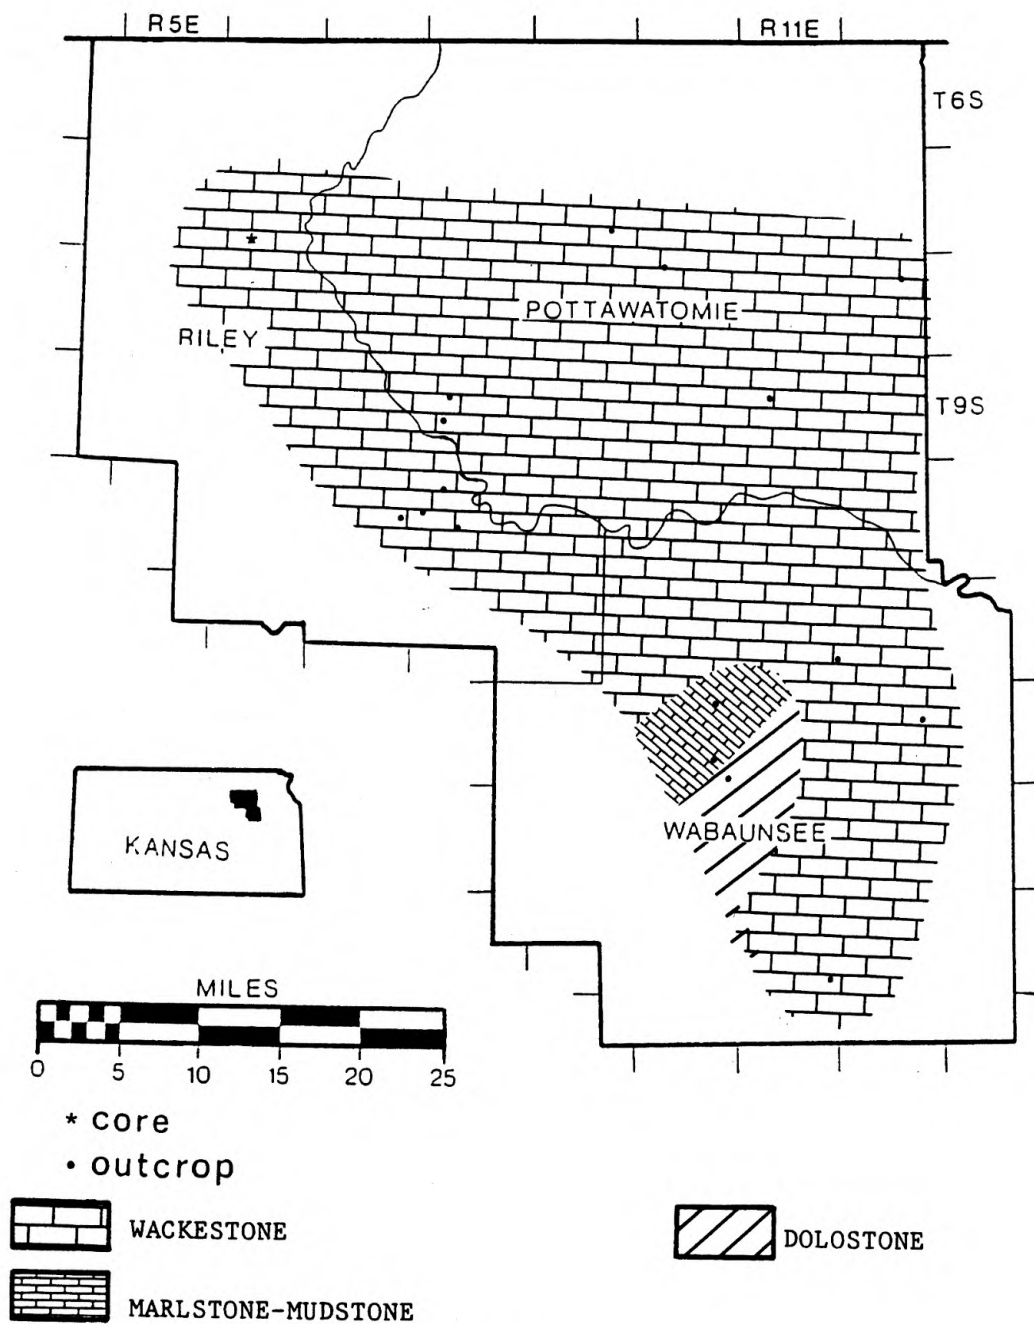 R5E R11E
T6S
POTTAWATOMIE
RILEY
T9S
WABAUNSEE
KANSAS
MILES
0 5 10 15 20 25
* core
• outcrop
WACKESTONE
DOLOSTONE
MARLSTONE-MUDSTONE